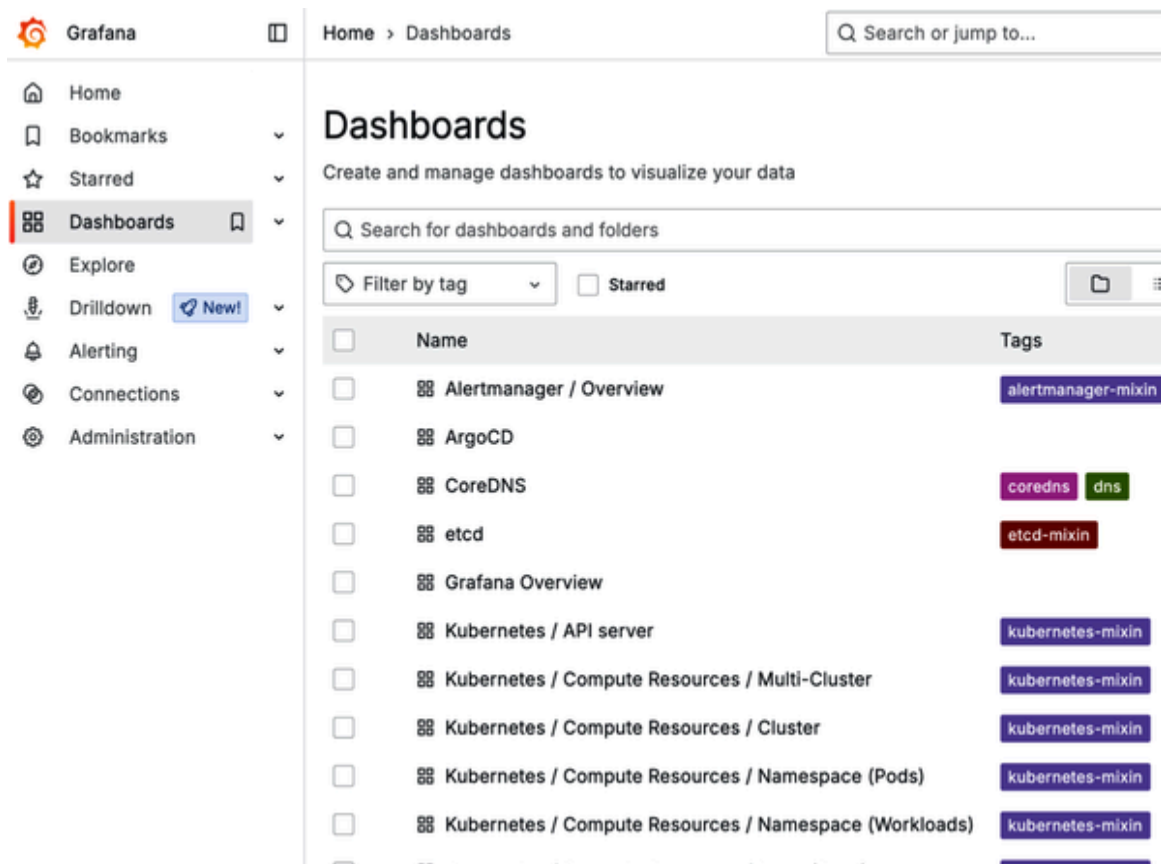 Grafana
Home › Dashboards
Search or jump to...
Home
Bookmarks
Starred
Dashboards
Explore
Drilldown New!
Alerting
Connections
Administration
Dashboards
Create and manage dashboards to visualize your data
Search for dashboards and folders
Filter by tag Starred
Name Tags
Alertmanager / Overview alertmanager-mixin
ArgoCD
CoreDNS coredns dns
etcd etcd-mixin
Grafana Overview
Kubernetes / API server kubernetes-mixin
Kubernetes / Compute Resources / Multi-Cluster kubernetes-mixin
Kubernetes / Compute Resources / Cluster kubernetes-mixin
Kubernetes / Compute Resources / Namespace (Pods) kubernetes-mixin
Kubernetes / Compute Resources / Namespace (Workloads) kubernetes-mixin